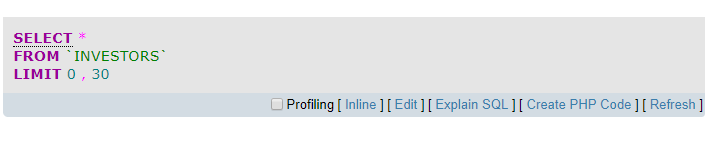 SELECT *
FROM `INVESTORS`
LIMIT 0 , 30
Profiling [ Inline ] [ Edit ] [ Explain SQL ] [ Create PHP Code ] [ Refresh ]